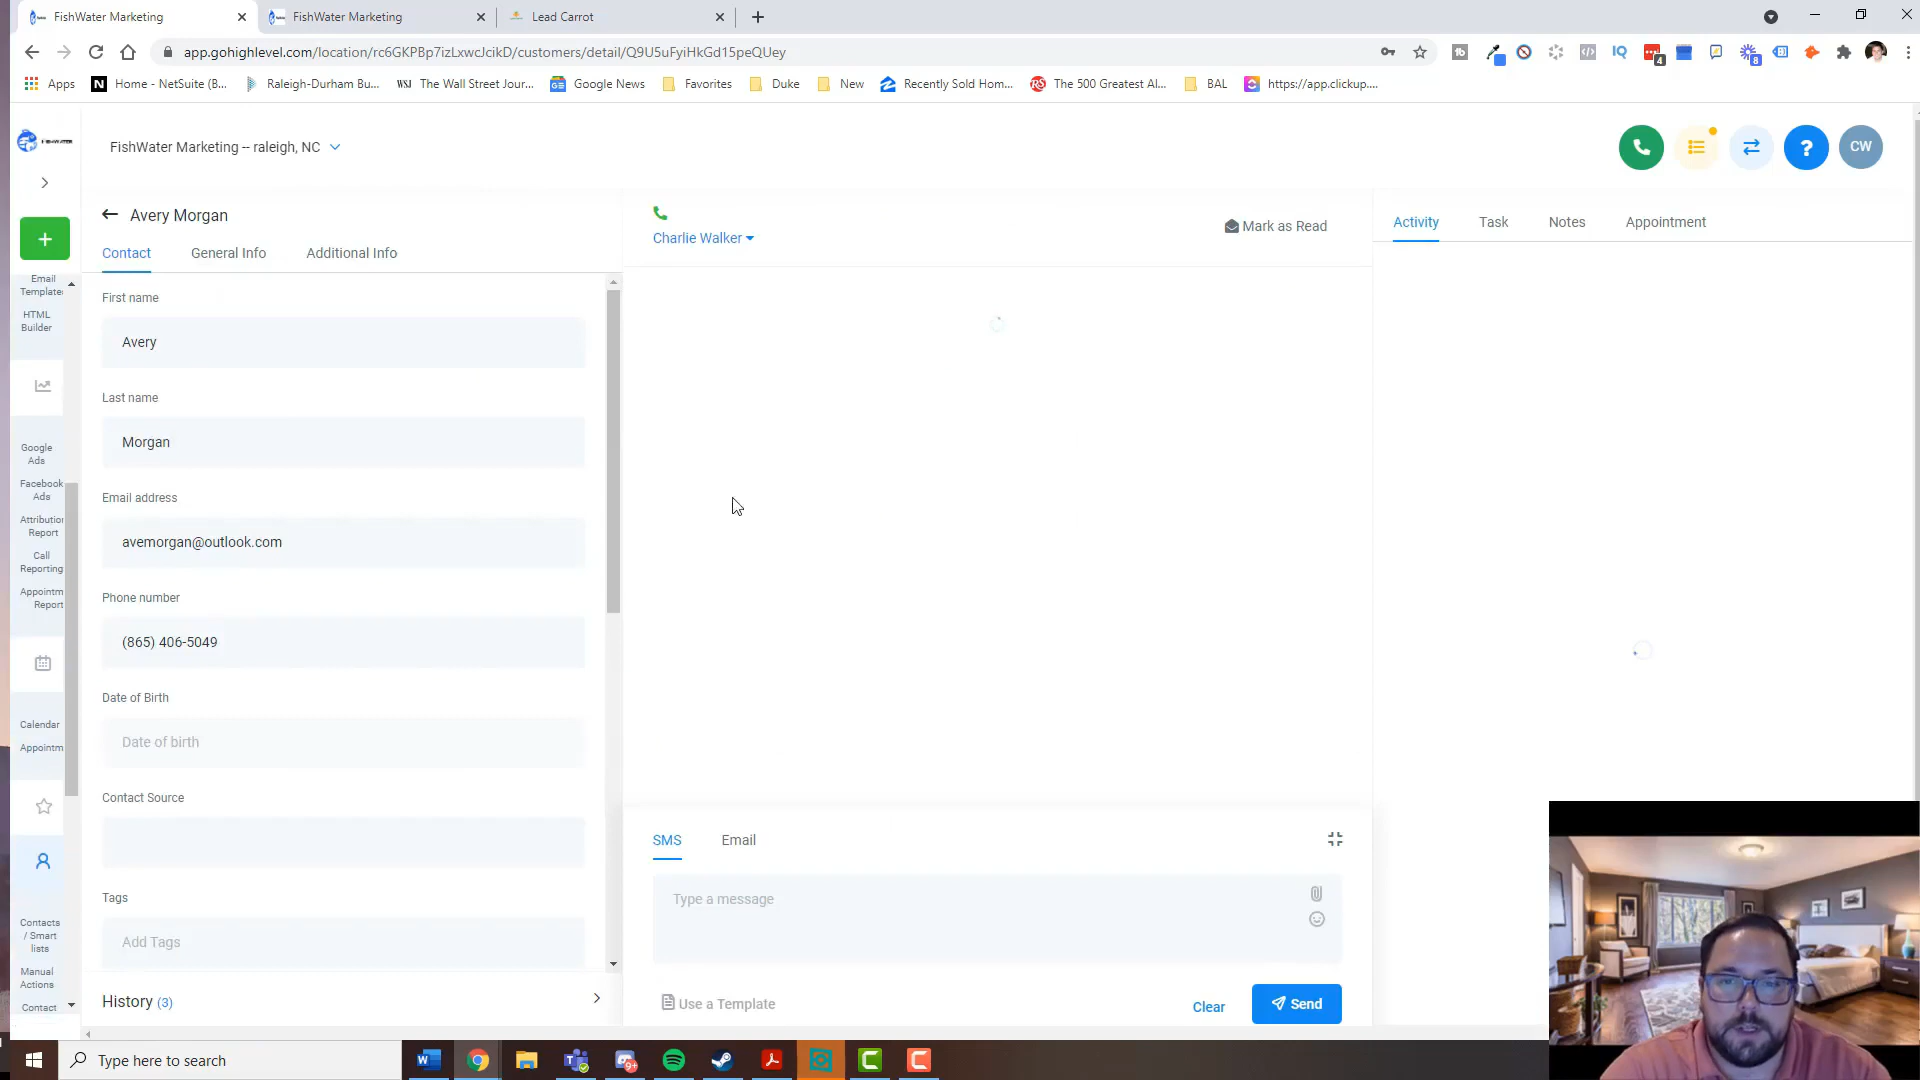 FishWater Marketing
FishWater Marketing
Lead Carrot
app.gohighlevel.com/location/rc6GKPBp7izLxwcJcikD/customers/detail/Q9U5uFyiHkGd15peQUey
4
8
Apps
Home - NetSuite (B...
Raleigh-Durham Bu...
WSJ The Wall Street Jour...
Google News
Favorites
Duke
New
Recently Sold Hom...
RS The 500 Greatest Al...
BAL
https://app.clickup....
FishWater Marketing -- raleigh, NC
?
CW
Avery Morgan
Contact
General Info
Additional Info
First name
Avery
Last name
Morgan
Email address
avemorgan@outlook.com
Phone number
(865) 406-5049
Date of Birth
Date of birth
Contact Source
Tags
Add Tags
History (3)
Email
Template
HTML
Builder
Google
Ads
Facebook
Ads
Attribution
Report
Call
Reporting
Appointm
Report
Calendar
Appointm
Contacts
/ Smart
lists
Manual
Actions
Contact
Charlie Walker
Mark as Read
SMS
Email
Type a message
Use a Template
Clear
Send
Activity
Task
Notes
Appointment
Type here to search
9+